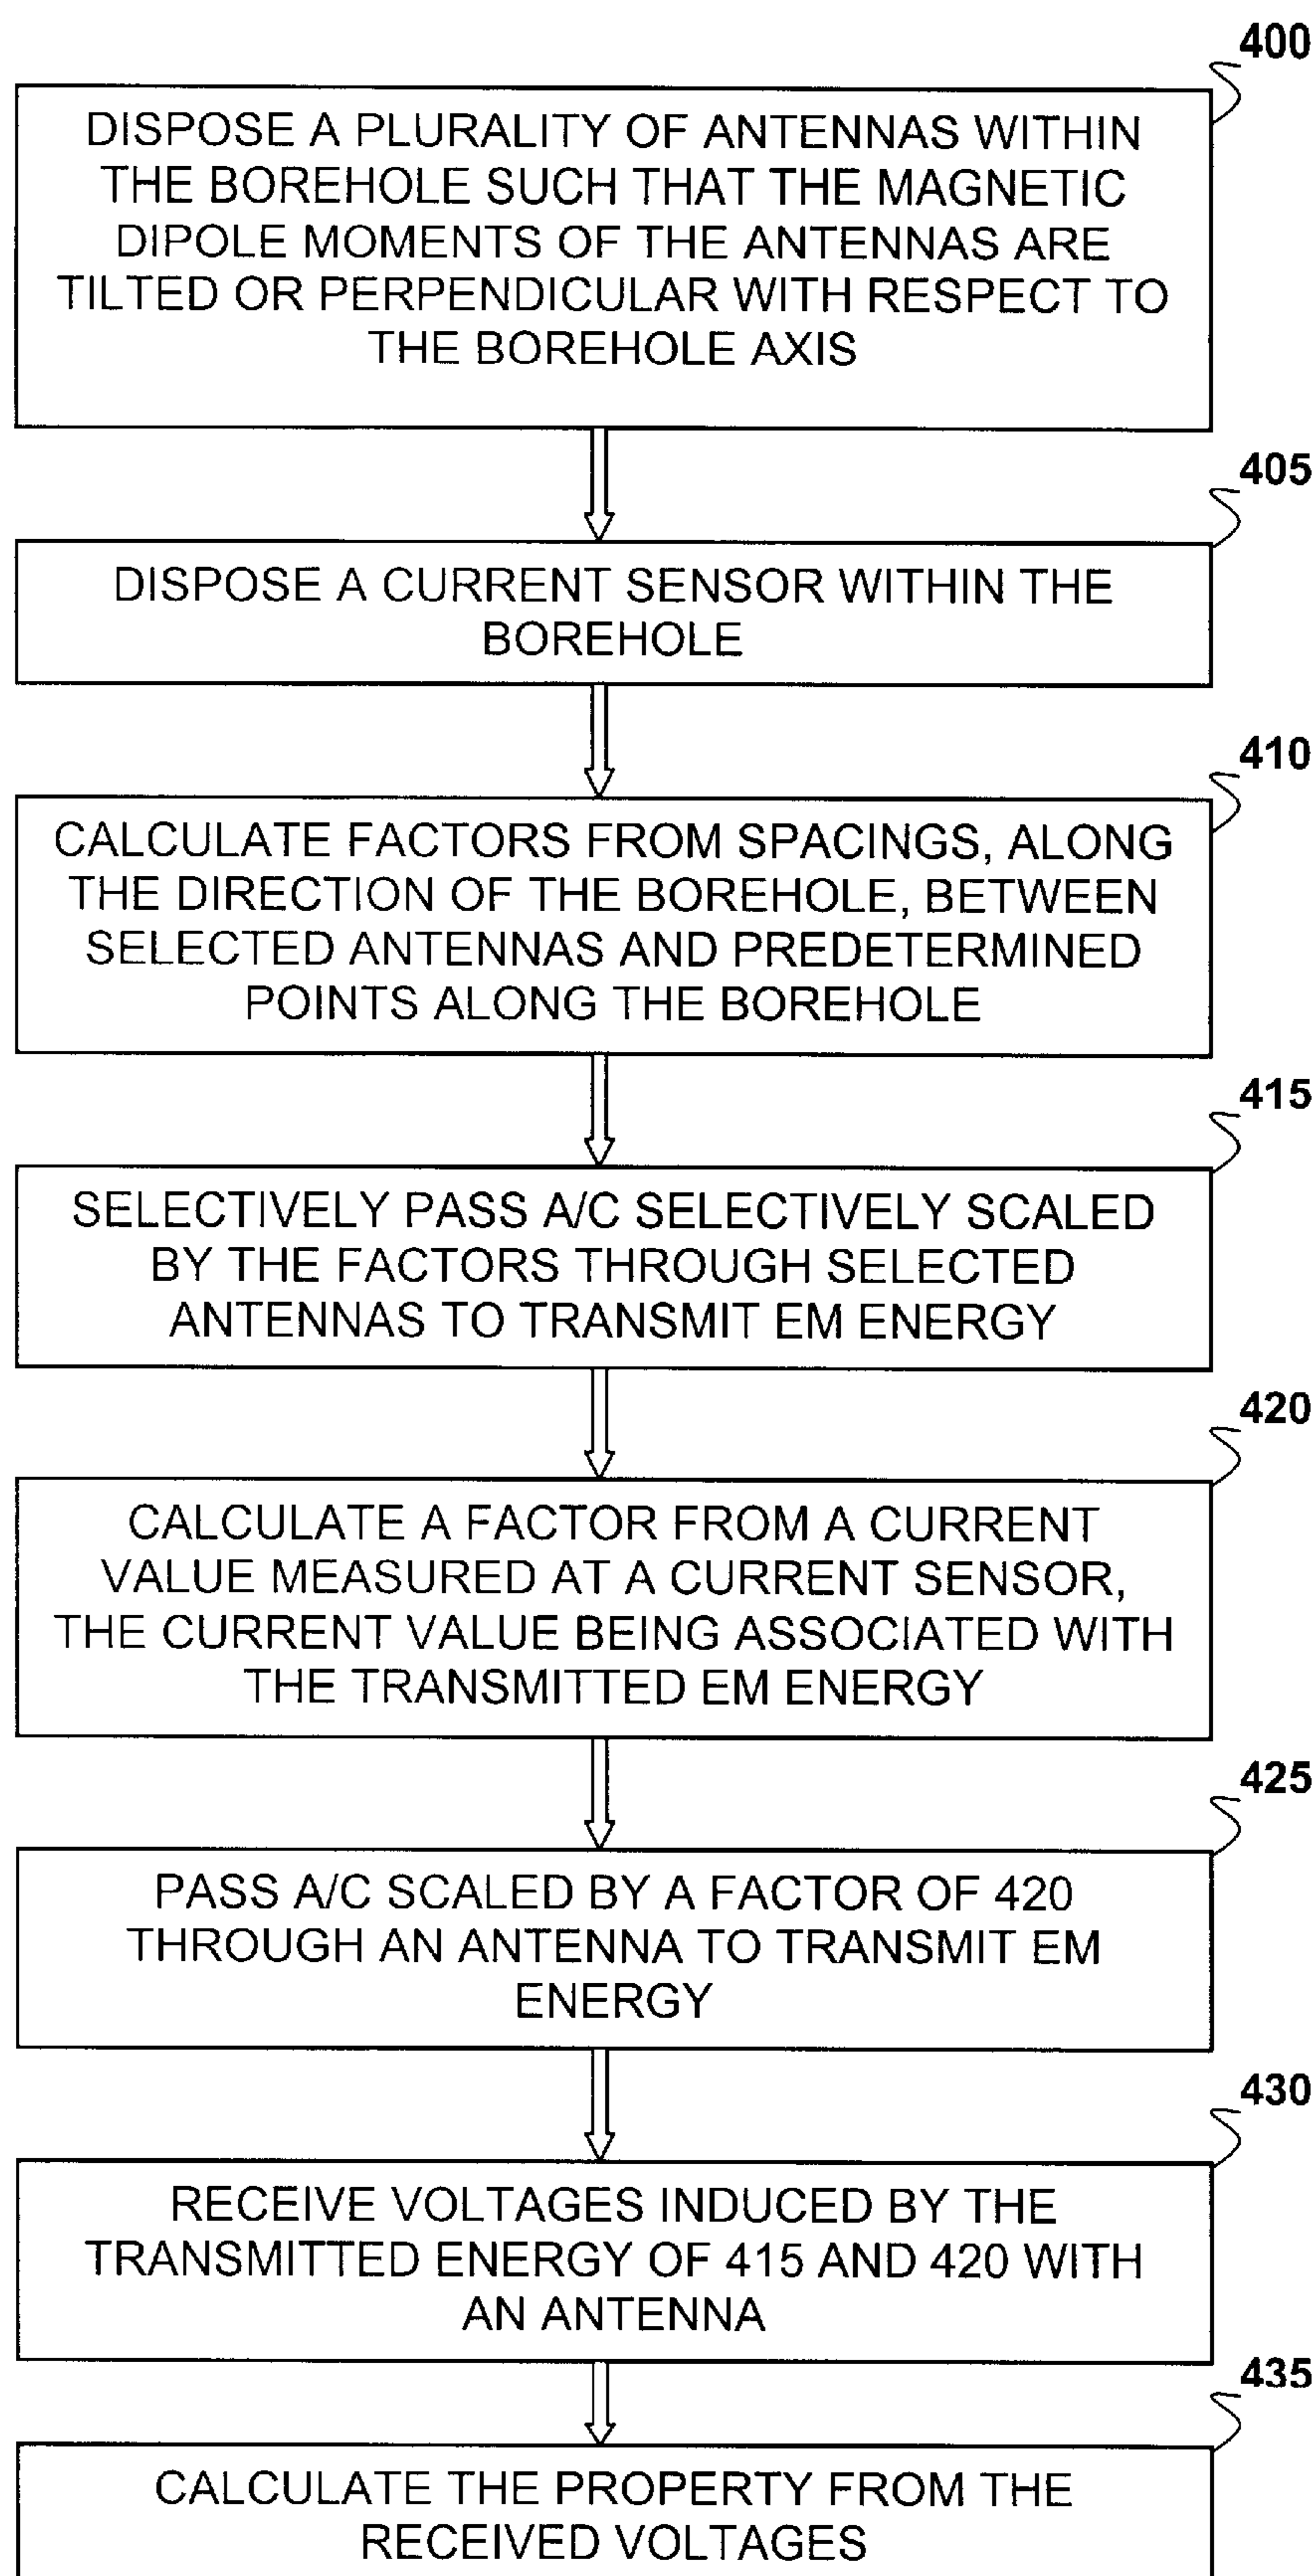 400
DISPOSE A PLURALITY OF ANTENNAS WITHIN
THE BOREHOLE SUCH THAT THE MAGNETIC
DIPOLE MOMENTS OF THE ANTENNAS ARE
TILTED OR PERPENDICULAR WITH RESPECT TO
THE BOREHOLE AXIS
405
DISPOSE A CURRENT SENSOR WITHIN THE
BOREHOLE
410
CALCULATE FACTORS FROM SPACINGS, ALONG
THE DIRECTION OF THE BOREHOLE, BETWEEN
SELECTED ANTENNAS AND PREDETERMINED
POINTS ALONG THE BOREHOLE
415
SELECTIVELY PASS A/C SELECTIVELY SCALED
BY THE FACTORS THROUGH SELECTED
ANTENNAS TO TRANSMIT EM ENERGY
420
CALCULATE A FACTOR FROM A CURRENT
VALUE MEASURED AT A CURRENT SENSOR,
THE CURRENT VALUE BEING ASSOCIATED WITH
THE TRANSMITTED EM ENERGY
425
PASS A/C SCALED BY A FACTOR OF 420
THROUGH AN ANTENNA TO TRANSMIT EM
ENERGY
430
RECEIVE VOLTAGES INDUCED BY THE
TRANSMITTED ENERGY OF 415 AND 420 WITH
AN ANTENNA
435
CALCULATE THE PROPERTY FROM THE
RECEIVED VOLTAGES